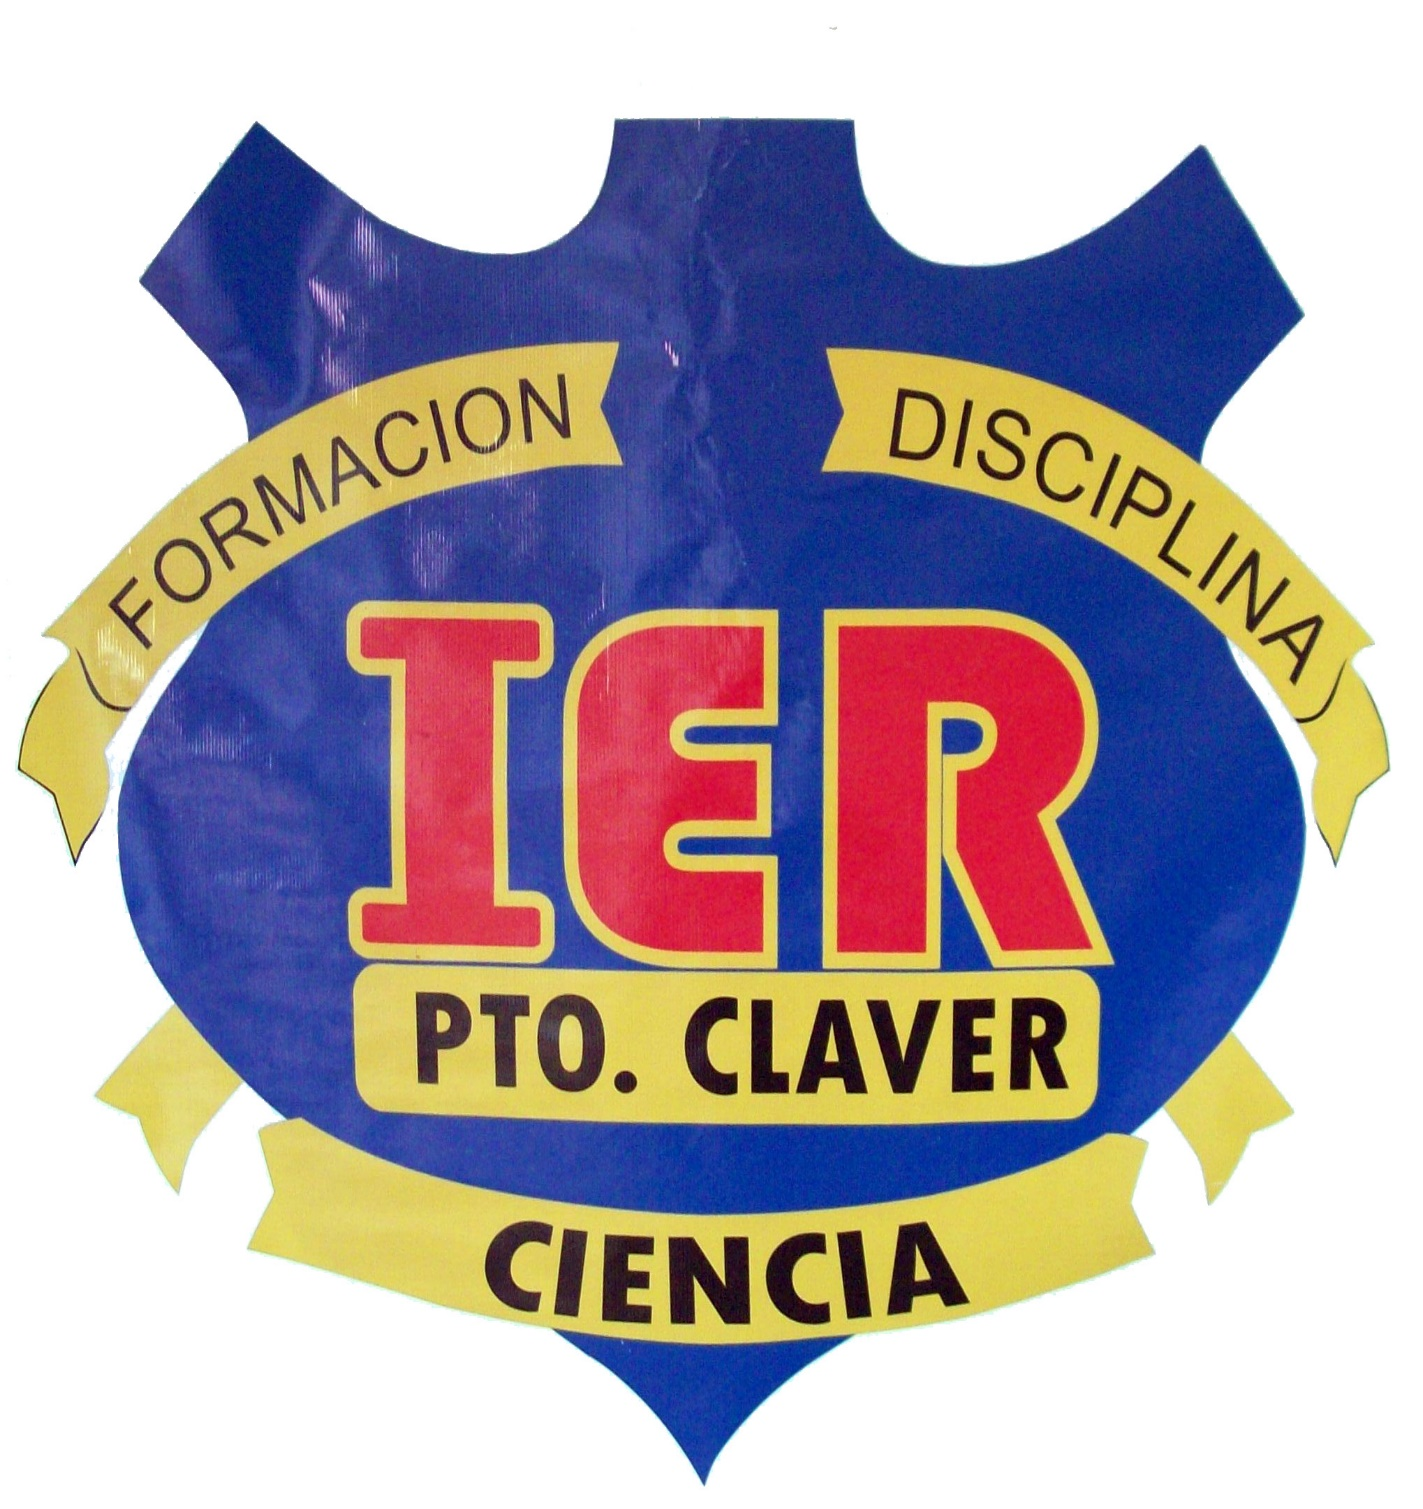 FORMACION
DISCIPLINA
IER
PTO. CLAVER
CIENCIA